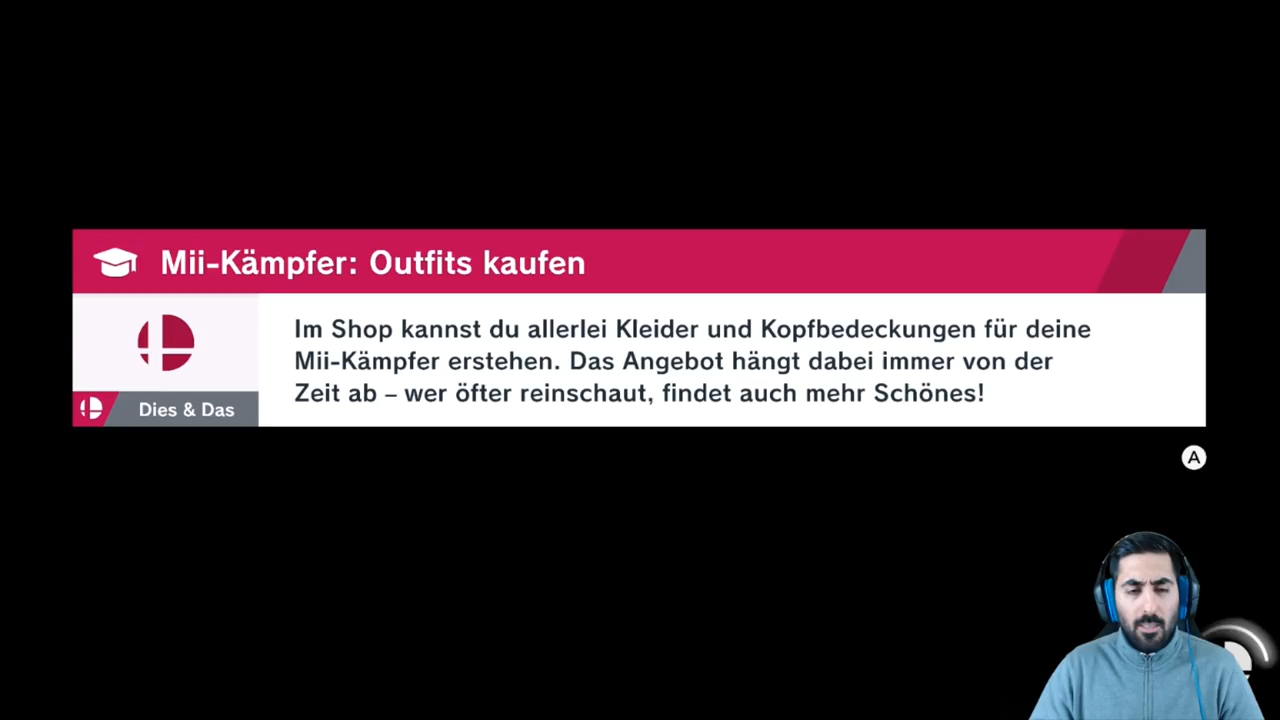 Mii-Kämpfer: Outfits kaufen
Im Shop kannst du allerlei Kleider und Kopfbedeckungen für deine
Mii-Kämpfer erstehen. Das Angebot hängt dabei immer von der
Zeit ab – wer öfter reinschaut, findet auch mehr Schönes!
Dies & Das
A